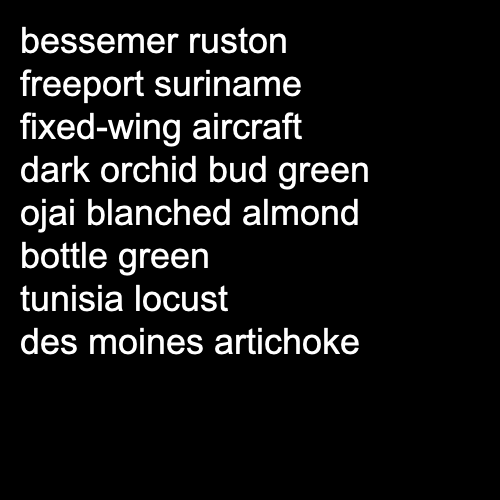 bessemer ruston
freeport suriname
fixed-wing aircraft
dark orchid bud green
ojai blanched almond
bottle green
tunisia locust
des moines artichoke